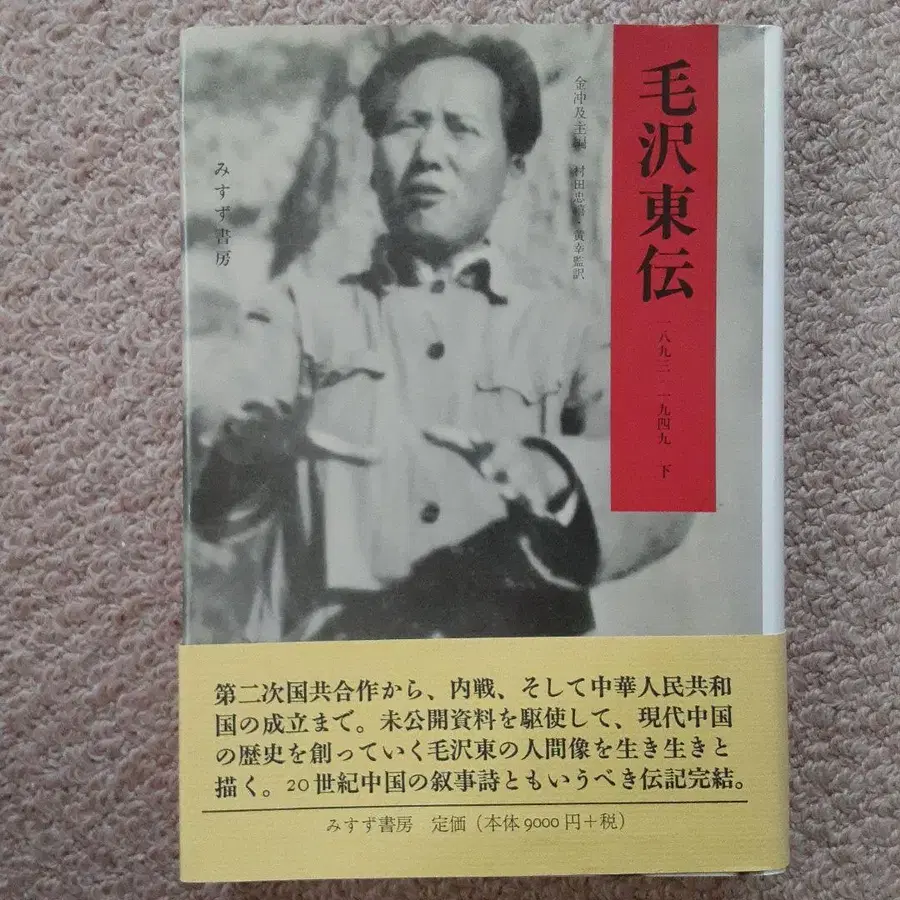 毛沢東伝
一八九三-一九四九 下
金冲及主編 村田忠禧・黄幸監訳
みすず書房
第二次国共合作から、内戦、そして中華人民共和
国の成立まで。未公開資料を駆使して、現代中国
の歴史を創っていく毛沢東の人間像を生き生きと
描く。20世紀中国の叙事詩ともいうべき伝記完結。
みすず書房 定価（本体9000円＋税）